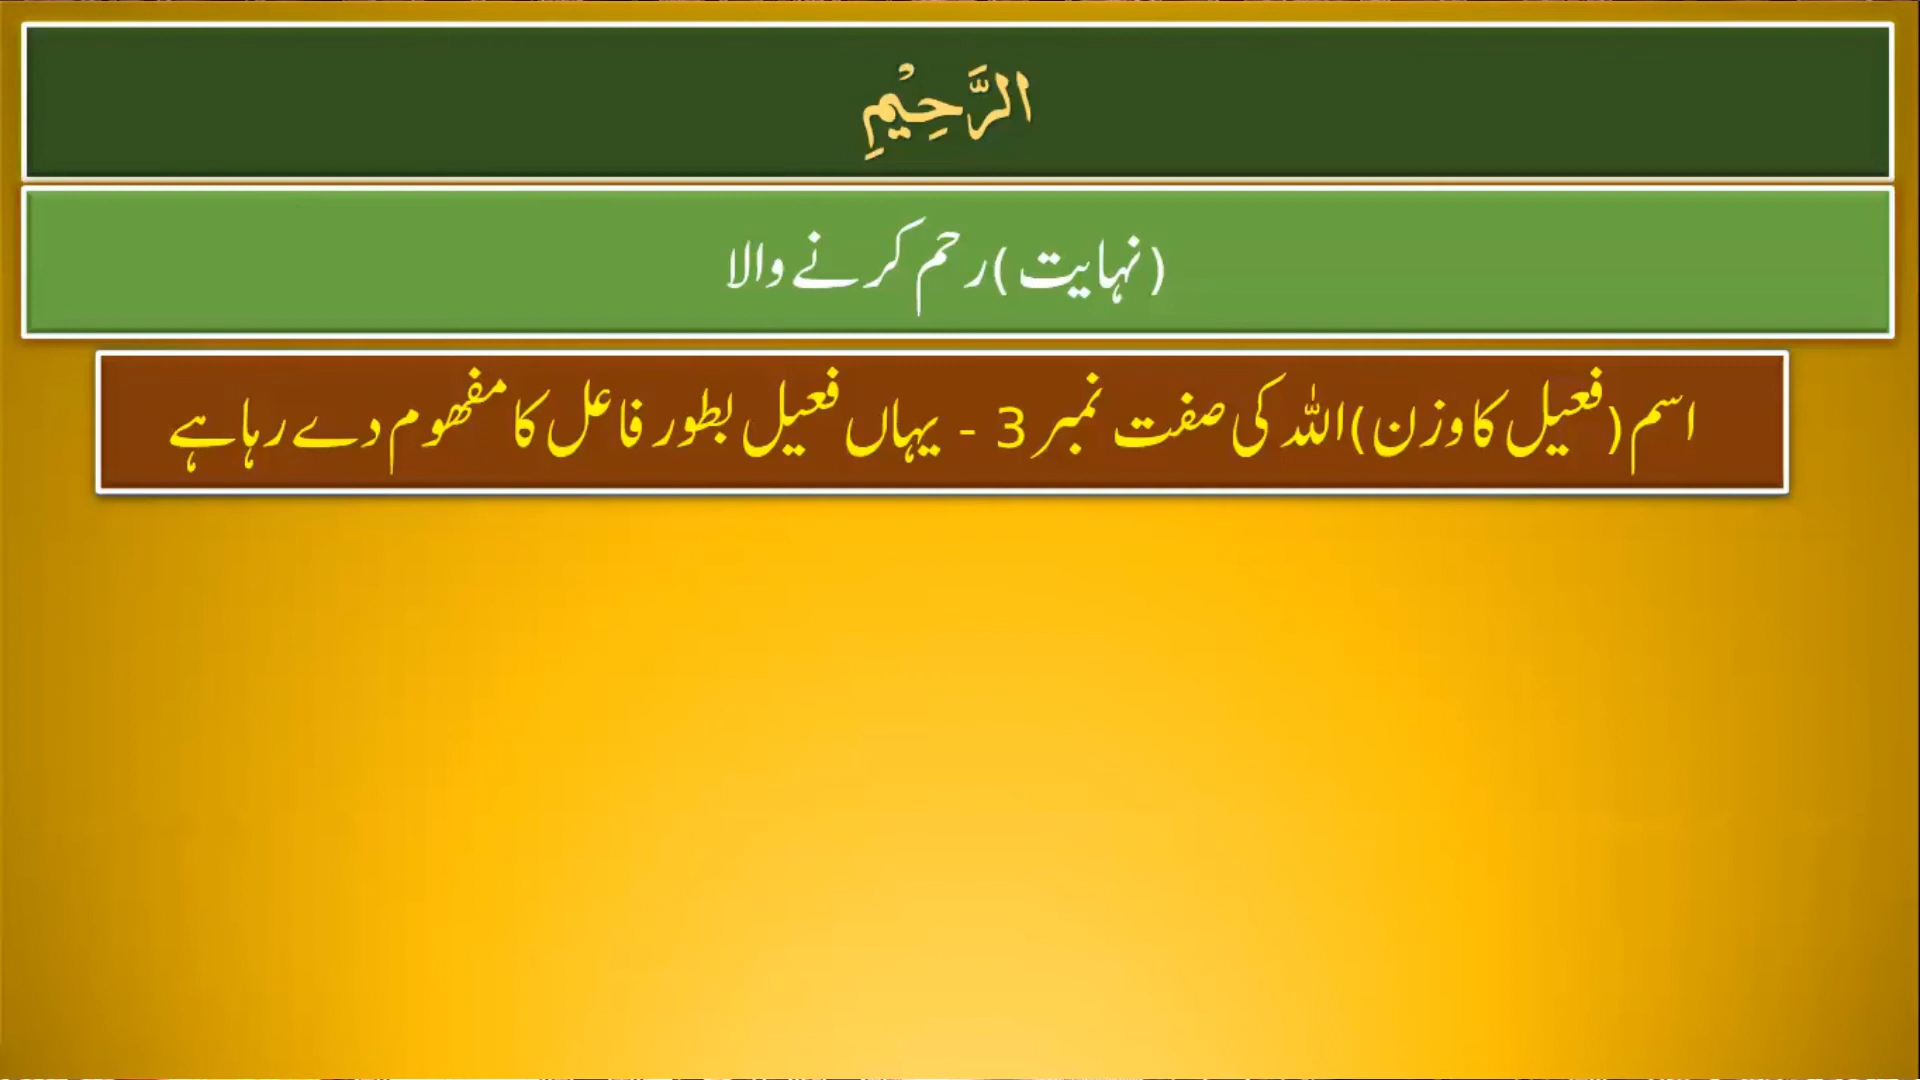 الرَّحِيْمِ
(نہایت) رحم کرنے والا
اسم (فعیل کا وزن) اللہ کی صفت نمبر 3 - یہاں فعیل بطور فاعل کا مفھوم دے رہا ہے